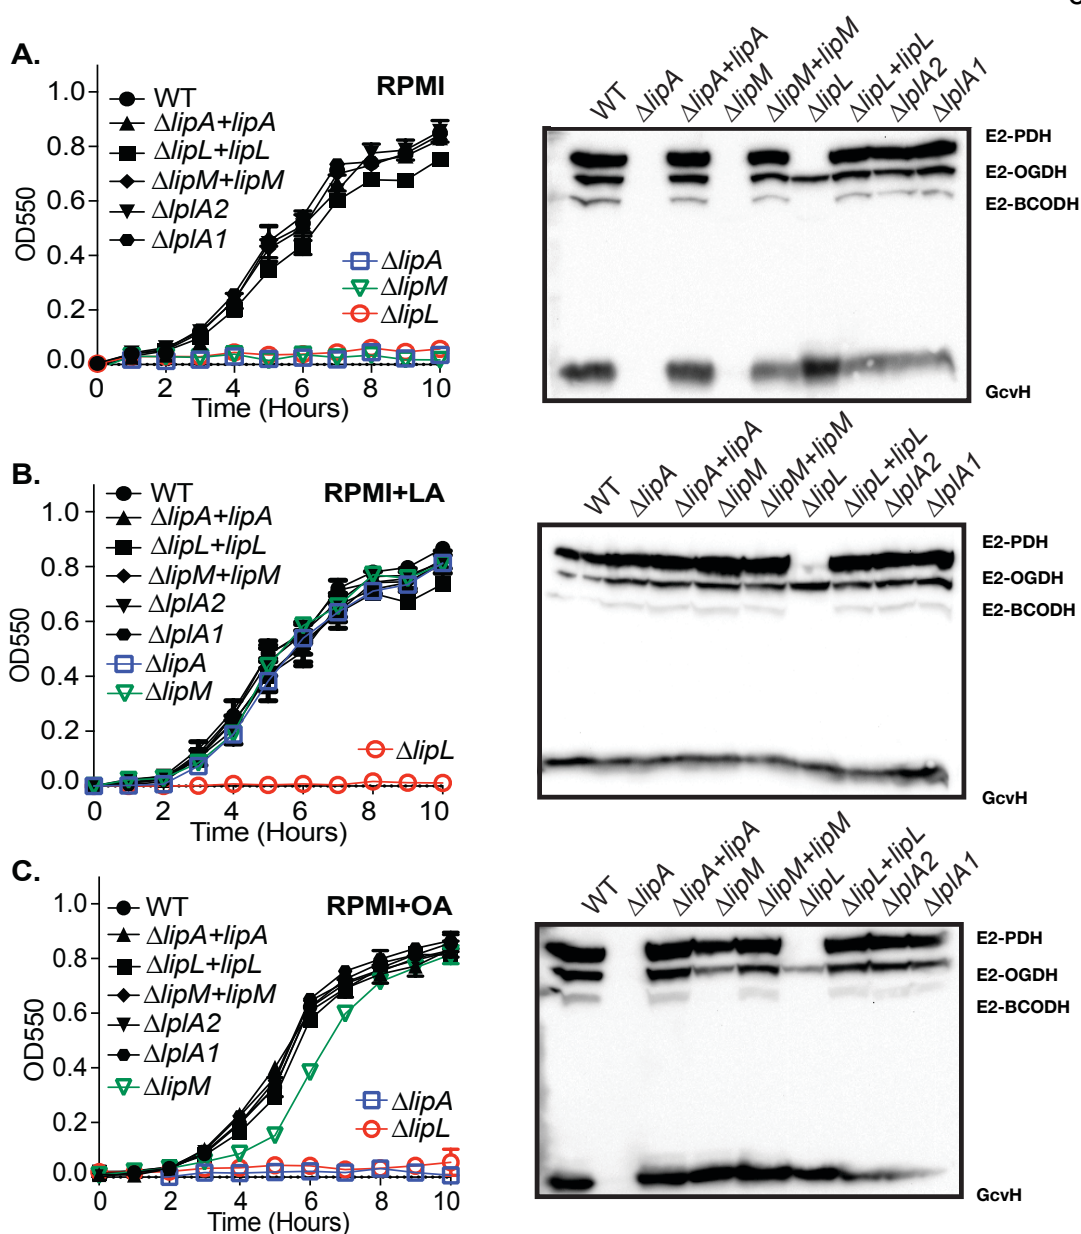 A.
RPMI
1.0
0.8
0.6
0.4
0.2
0.0
OD550
WT
ΔlipA+lipA
ΔlipL+lipL
ΔlipM+lipM
ΔlplA2
ΔlplA1
ΔlipA
ΔlipM
ΔlipL
0 2 4 6 8 10
Time (Hours)
WT ΔlipA ΔlipA+lipA ΔlipM ΔlipM+lipM ΔlipL ΔlipL+lipL ΔlplA2 ΔlplA1
E2-PDH
E2-OGDH
E2-BCODH
GcvH
B.
RPMI+LA
1.0
0.8
0.6
0.4
0.2
0.0
OD550
WT
ΔlipA+lipA
ΔlipL+lipL
ΔlipM+lipM
ΔlplA2
ΔlplA1
ΔlipA
ΔlipM
ΔlipL
0 2 4 6 8 10
Time (Hours)
WT ΔlipA ΔlipA+lipA ΔlipM ΔlipM+lipM ΔlipL ΔlipL+lipL ΔlplA2 ΔlplA1
E2-PDH
E2-OGDH
E2-BCODH
GcvH
C.
RPMI+OA
1.0
0.8
0.6
0.4
0.2
0.0
OD550
WT
ΔlipA+lipA
ΔlipL+lipL
ΔlipM+lipM
ΔlplA2
ΔlplA1
ΔlipM
ΔlipA
ΔlipL
0 2 4 6 8 10
Time (Hours)
WT ΔlipA ΔlipA+lipA ΔlipM ΔlipM+lipM ΔlipL ΔlipL+lipL ΔlplA2 ΔlplA1
E2-PDH
E2-OGDH
E2-BCODH
GcvH